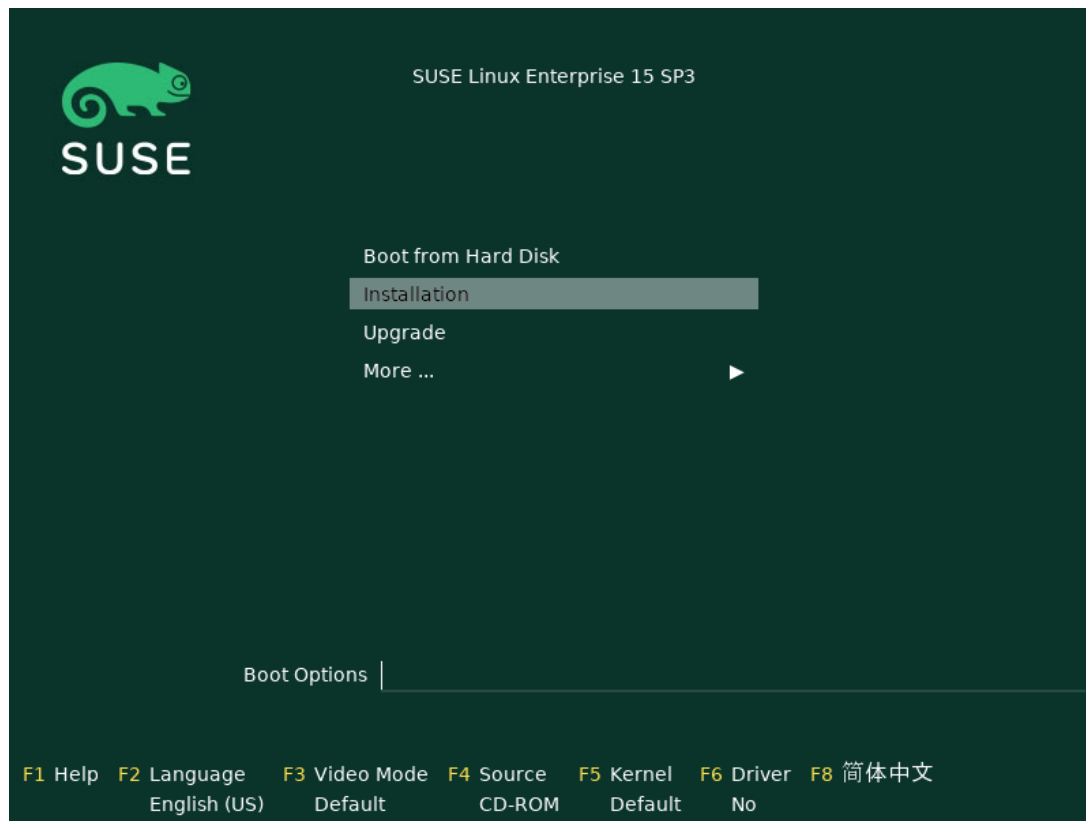 SUSE Linux Enterprise 15 SP3
SUSE
Boot from Hard Disk
Installation
Upgrade
More ...
Boot Options
F1 Help F2 Language F3 Video Mode F4 Source F5 Kernel F6 Driver F8 简体中文
English (US) Default CD-ROM Default No